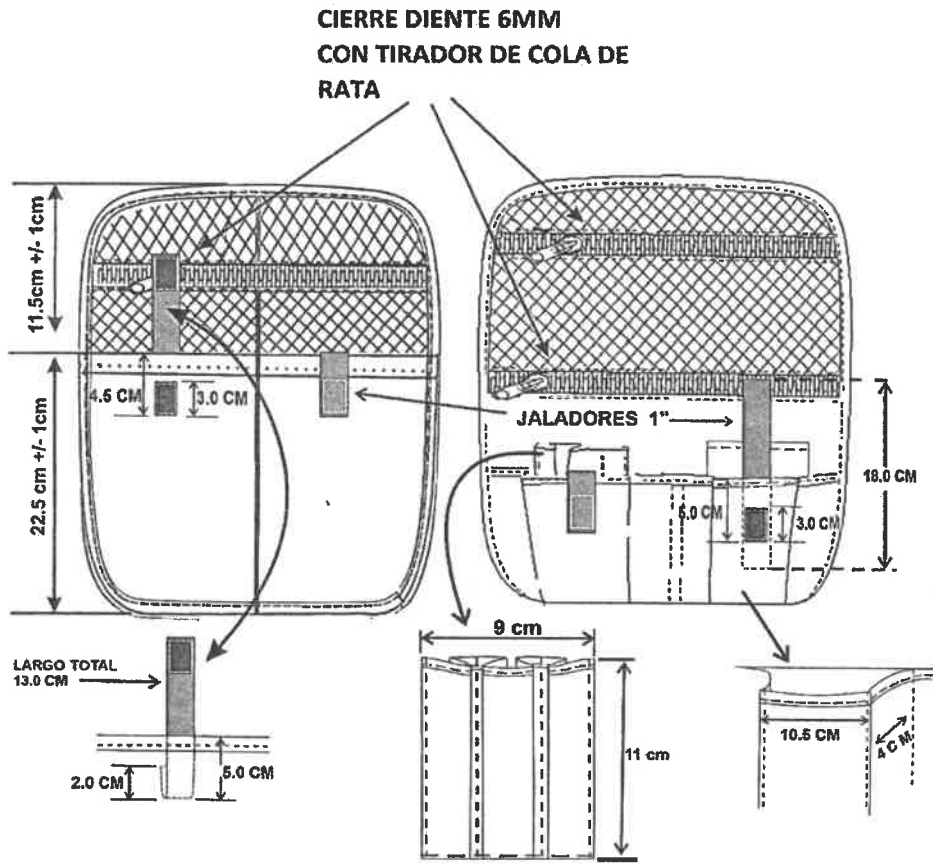 CIERRE DIENTE 6MM
CON TIRADOR DE COLA DE
RATA
11.5cm +/- 1cm
22.5 cm +/- 1cm
4.5 CM
3.0 CM
JALADORES 1"
18.0 CM
5.0 CM
3.0 CM
LARGO TOTAL
13.0 CM
2.0 CM
5.0 CM
9 cm
11 cm
10.5 CM
4 C M